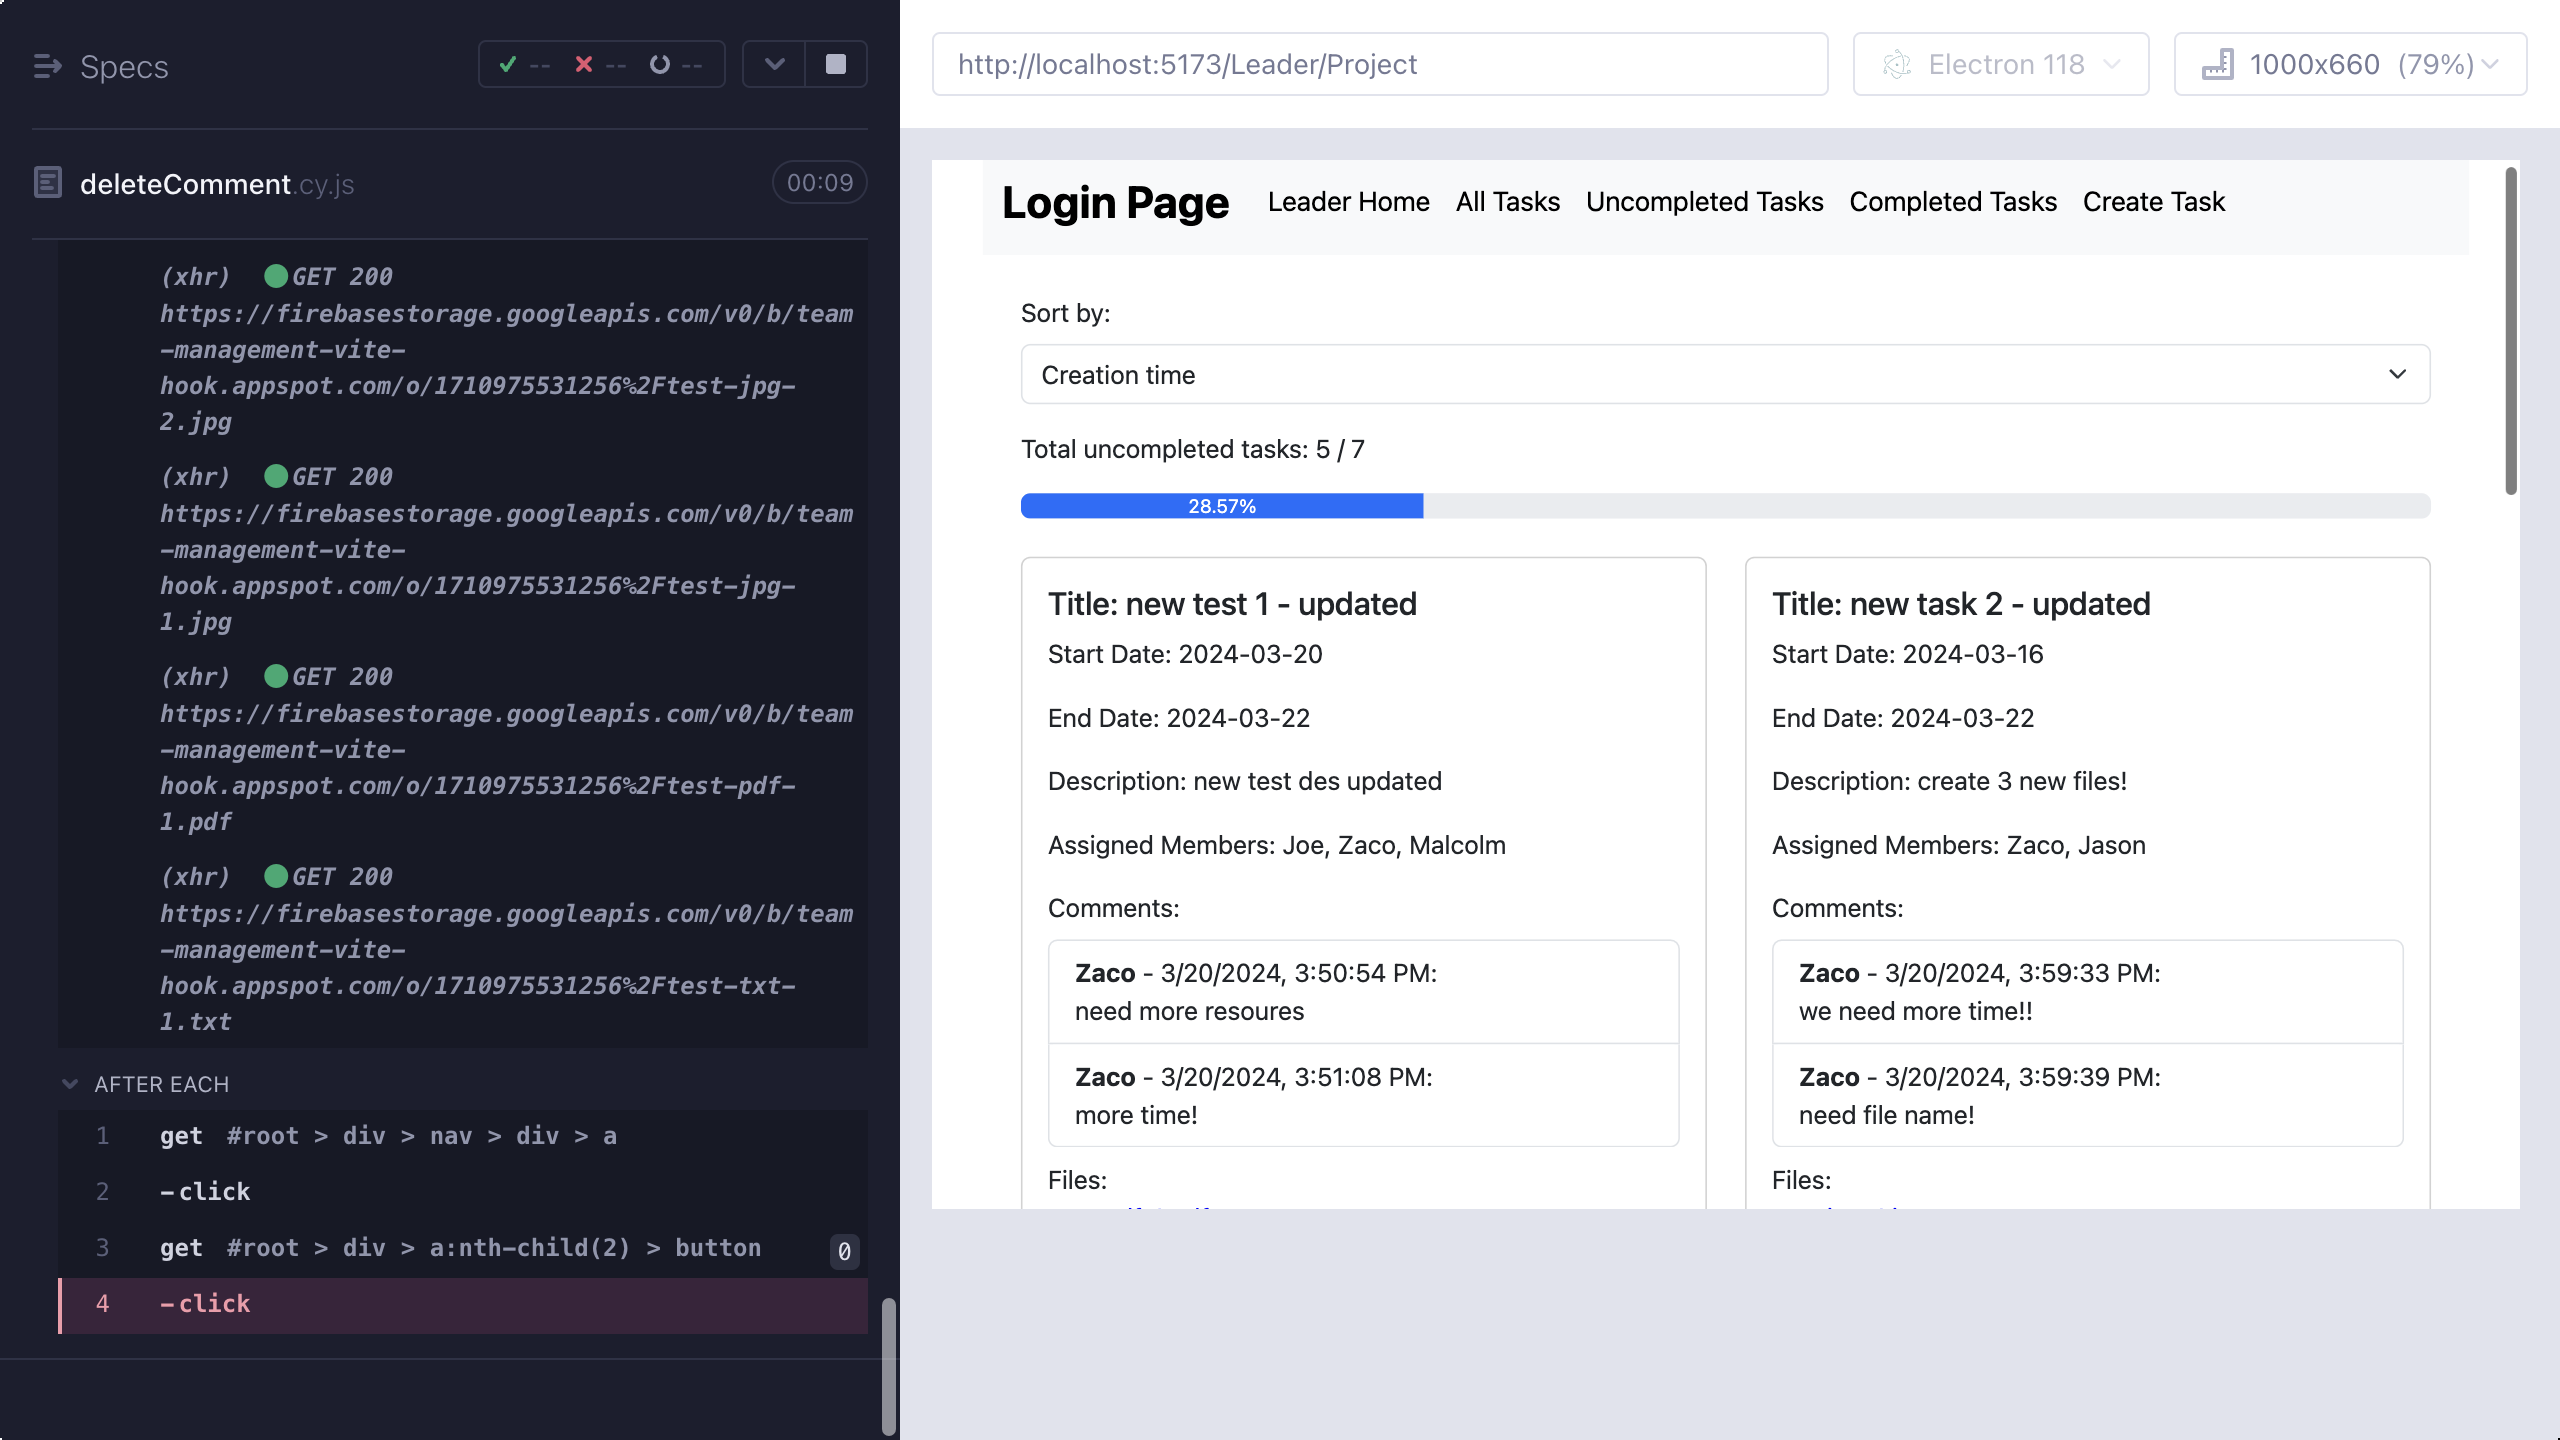 Specs
-- -- --
deleteComment.cy.js
00:09
(xhr) GET 200
https://firebasestorage.googleapis.com/v0/b/team
-management-vite-
hook.appspot.com/o/1710975531256%2Ftest-jpg-
2.jpg
(xhr) GET 200
https://firebasestorage.googleapis.com/v0/b/team
-management-vite-
hook.appspot.com/o/1710975531256%2Ftest-jpg-
1.jpg
(xhr) GET 200
https://firebasestorage.googleapis.com/v0/b/team
-management-vite-
hook.appspot.com/o/1710975531256%2Ftest-pdf-
1.pdf
(xhr) GET 200
https://firebasestorage.googleapis.com/v0/b/team
-management-vite-
hook.appspot.com/o/1710975531256%2Ftest-txt-
1.txt
AFTER EACH
1 get #root > div > nav > div > a
2 -click
3 get #root > div > a:nth-child(2) > button 0
4 -click
http://localhost:5173/Leader/Project
Electron 118
1000x660 (79%)
Login Page Leader Home All Tasks Uncompleted Tasks Completed Tasks Create Task
Sort by:
Creation time
Total uncompleted tasks: 5 / 7
28.57%
Title: new test 1 - updated
Start Date: 2024-03-20
End Date: 2024-03-22
Description: new test des updated
Assigned Members: Joe, Zaco, Malcolm
Comments:
Zaco - 3/20/2024, 3:50:54 PM:
need more resoures
Zaco - 3/20/2024, 3:51:08 PM:
more time!
Files:
Title: new task 2 - updated
Start Date: 2024-03-16
End Date: 2024-03-22
Description: create 3 new files!
Assigned Members: Zaco, Jason
Comments:
Zaco - 3/20/2024, 3:59:33 PM:
we need more time!!
Zaco - 3/20/2024, 3:59:39 PM:
need file name!
Files: